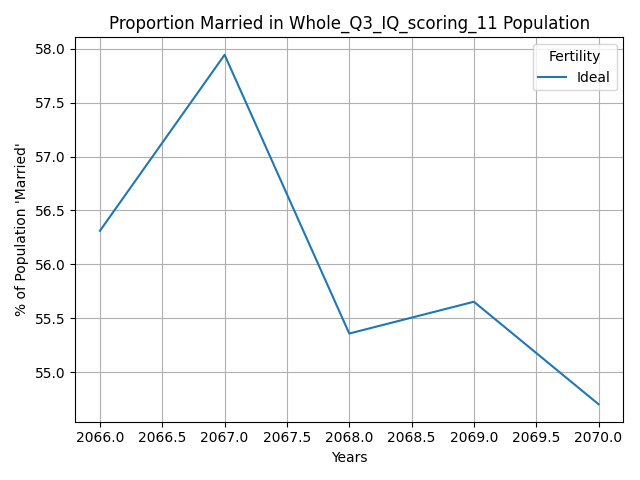 Proportion Married in Whole_Q3_IQ_scoring_11 Population
Fertility
Ideal
58.0
57.5
57.0
56.5
56.0
55.5
55.0
% of Population 'Married'
2066.0 2066.5 2067.0 2067.5 2068.0 2068.5 2069.0 2069.5 2070.0
Years